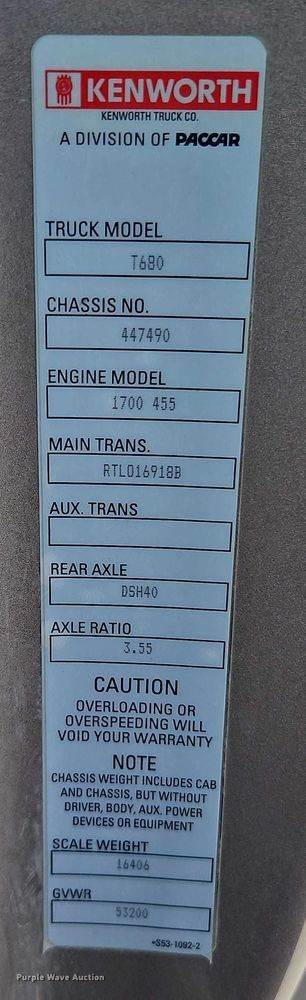 KENWORTH
KENWORTH TRUCK CO.
A DIVISION OF PACCAR
TRUCK MODEL
T680
CHASSIS NO.
447490
ENGINE MODEL
1700 455
MAIN TRANS.
RTLO16918B
AUX. TRANS
REAR AXLE
DSH40
AXLE RATIO
3.55
CAUTION
OVERLOADING OR
OVERSPEEDING WILL
VOID YOUR WARRANTY
NOTE
CHASSIS WEIGHT INCLUDES CAB
AND CHASSIS, BUT WITHOUT
DRIVER, BODY, AUX. POWER
DEVICES OR EQUIPMENT
SCALE WEIGHT
16406
GVWR
53200
*S53-1092-2
Purple Wave Auction